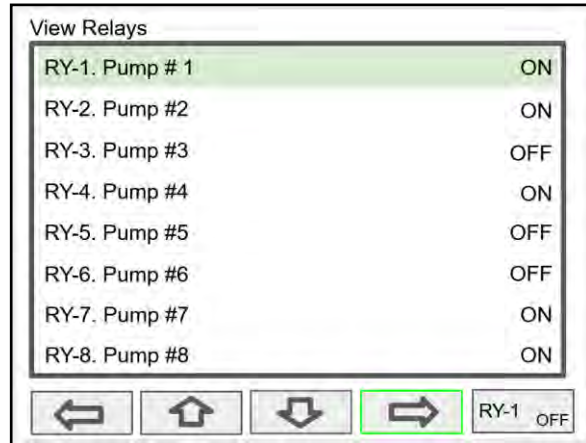 View Relays
RY-1. Pump # 1 ON
RY-2. Pump #2 ON
RY-3. Pump #3 OFF
RY-4. Pump #4 ON
RY-5. Pump #5 OFF
RY-6. Pump #6 OFF
RY-7. Pump #7 ON
RY-8. Pump #8 ON
RY-1 OFF